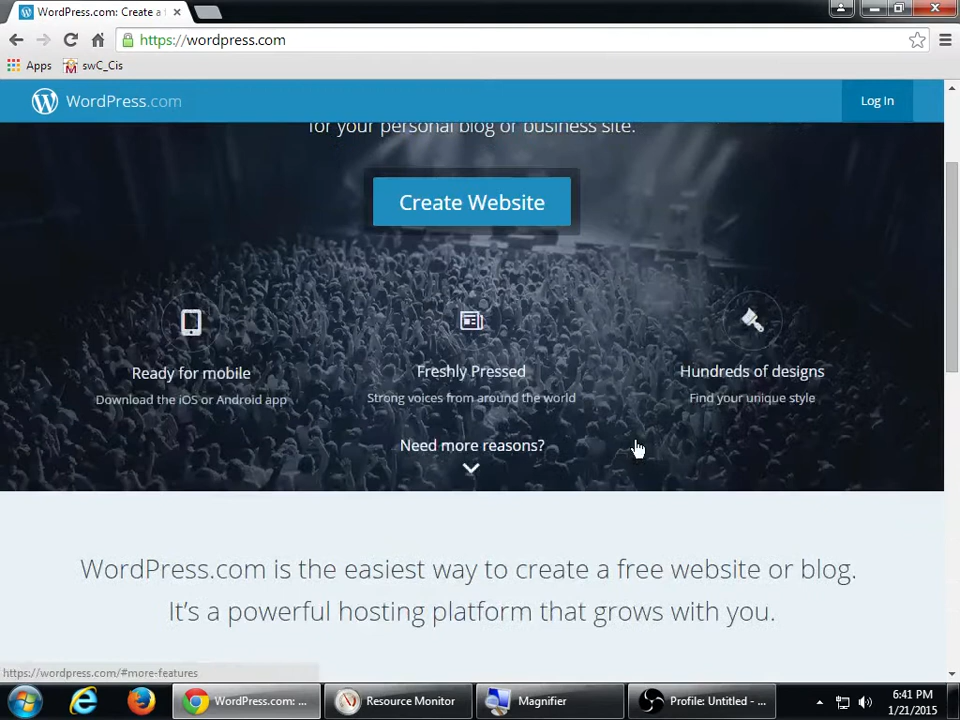 WordPress.com: Create a f
https://wordpress.com
Apps
swC_Cis
WordPress.com
Log In
for your personal blog or business site.
Create Website
Ready for mobile
Freshly Pressed
Hundreds of designs
Download the iOS or Android app
Strong voices from around the world
Find your unique style
Need more reasons?
WordPress.com is the easiest way to create a free website or blog.
It's a powerful hosting platform that grows with you.
https://wordpress.com/#more-features
WordPress.com: ...
Resource Monitor
Magnifier
Profile: Untitled - ...
6:41 PM
1/21/2015